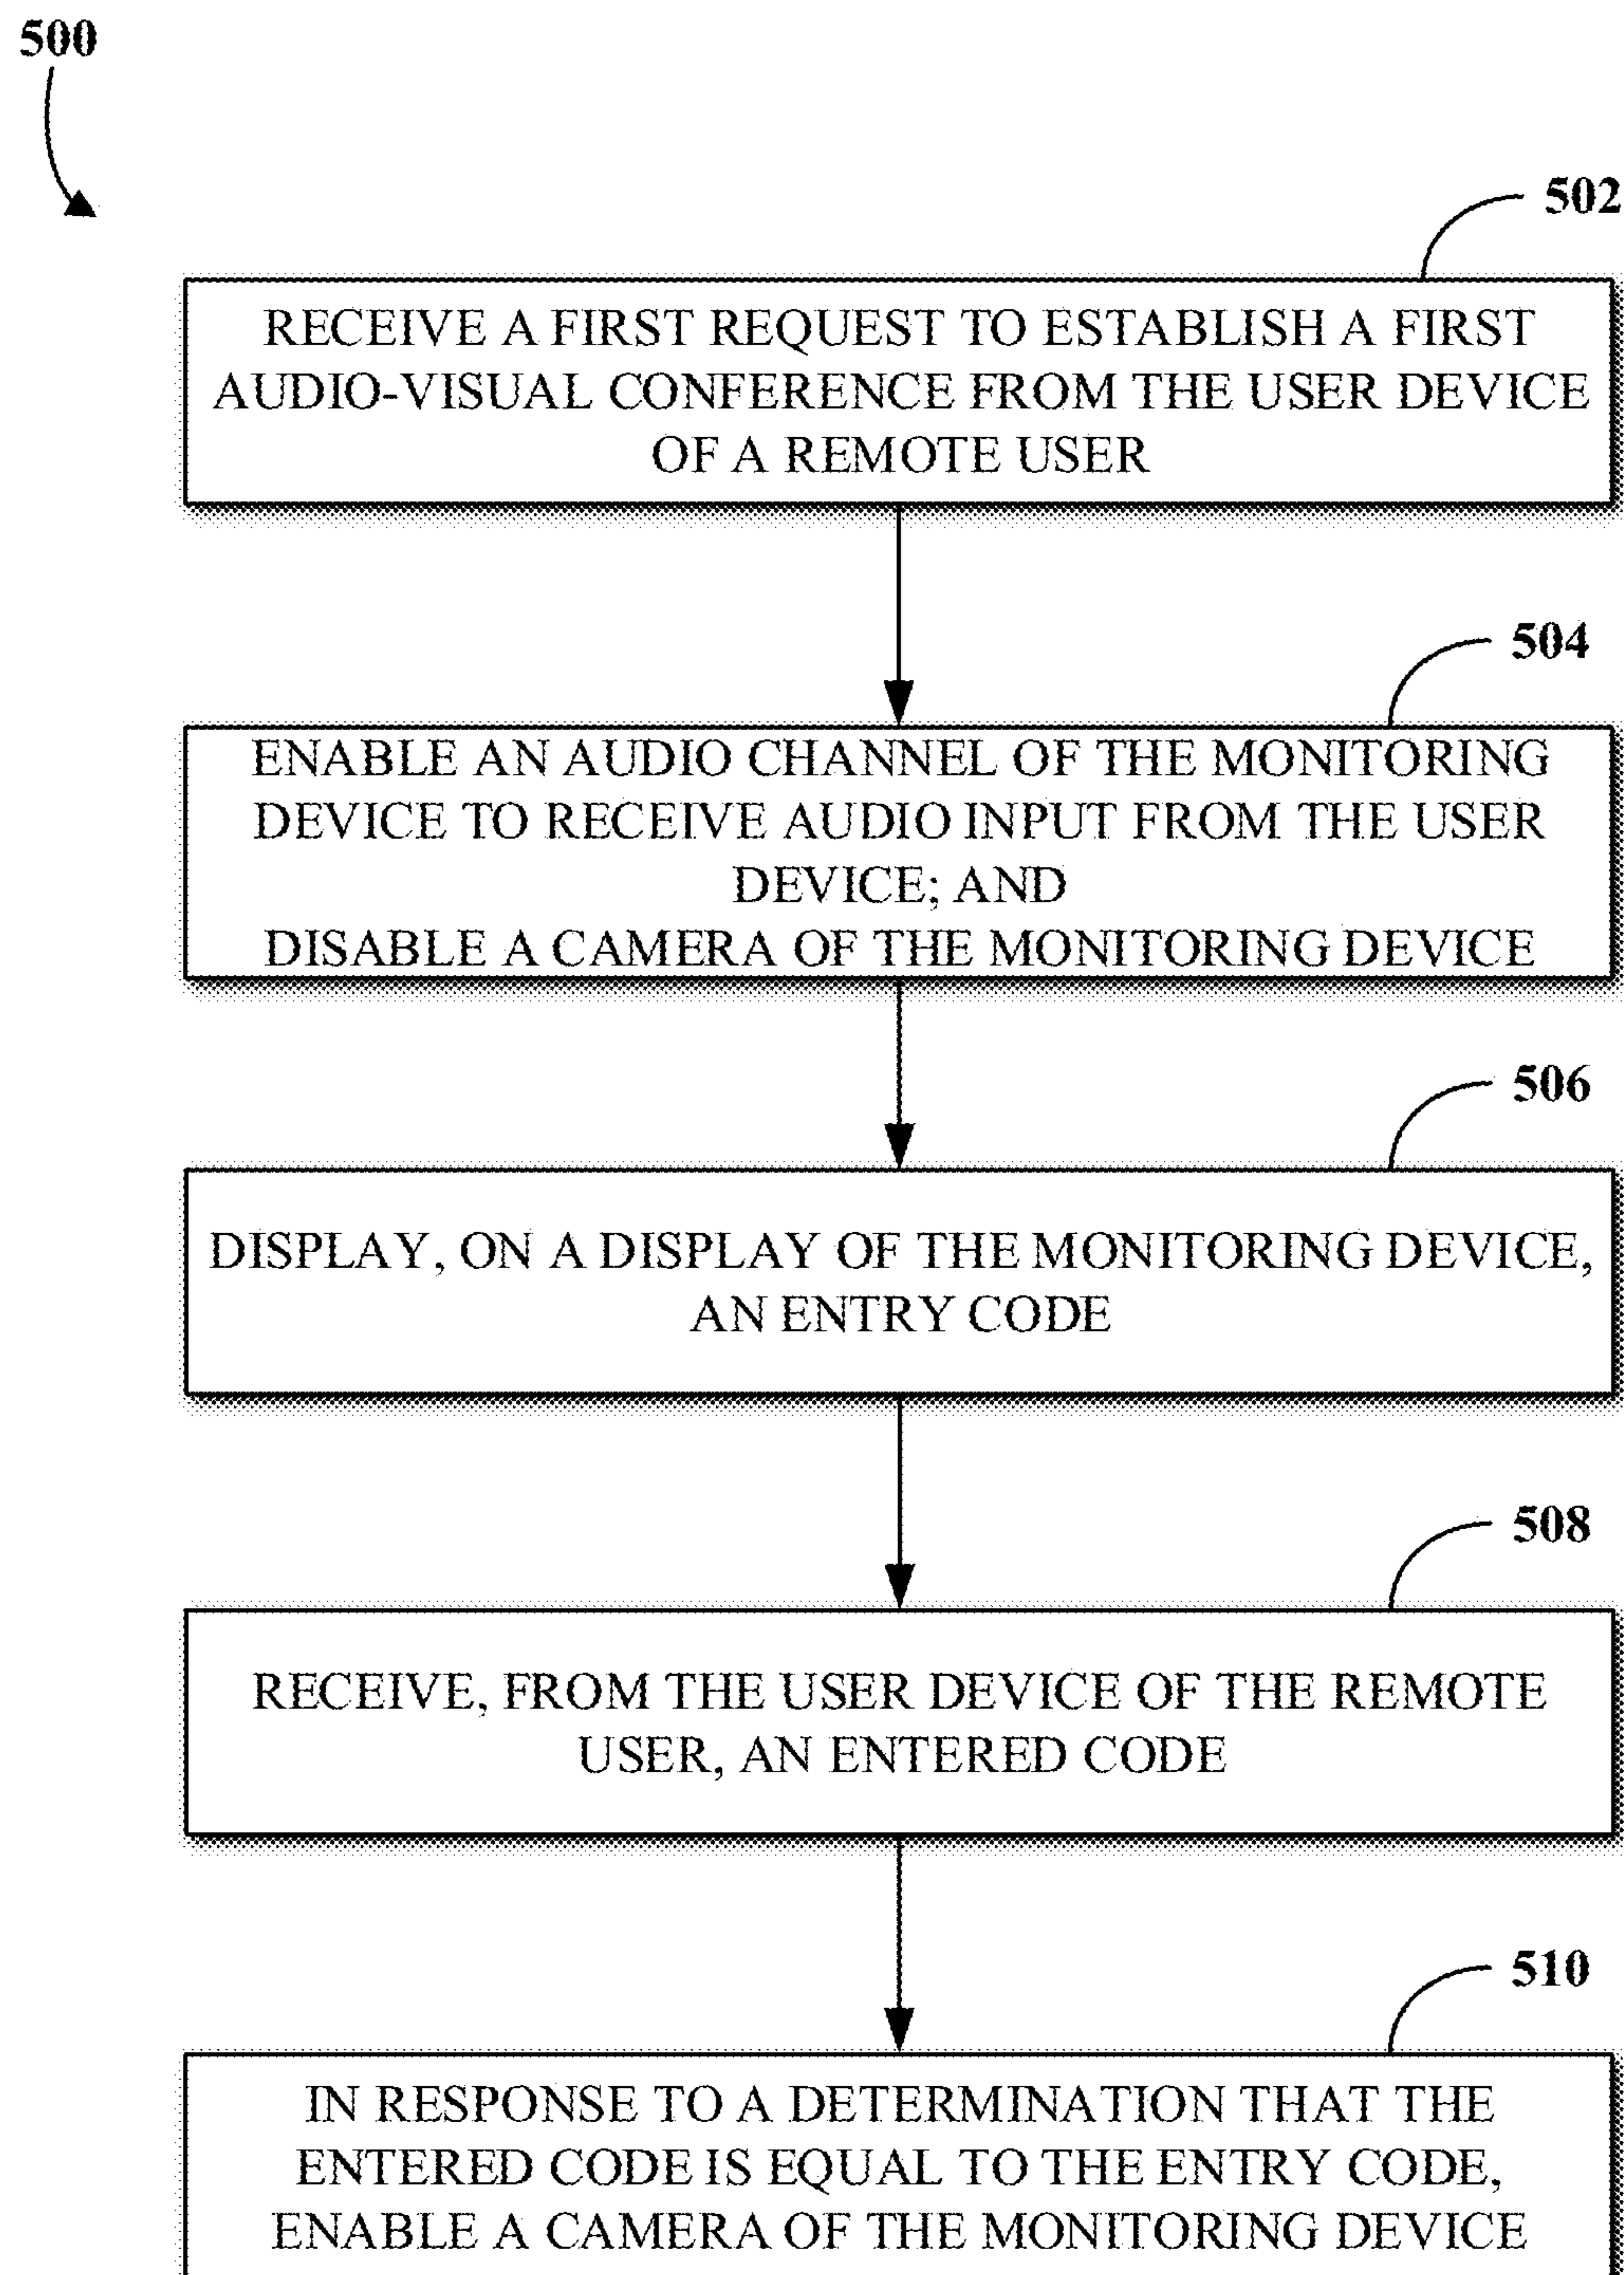 500
502
RECEIVE A FIRST REQUEST TO ESTABLISH A FIRST
AUDIO-VISUAL CONFERENCE FROM THE USER DEVICE
OF A REMOTE USER
504
ENABLE AN AUDIO CHANNEL OF THE MONITORING
DEVICE TO RECEIVE AUDIO INPUT FROM THE USER
DEVICE; AND
DISABLE A CAMERA OF THE MONITORING DEVICE
506
DISPLAY, ON A DISPLAY OF THE MONITORING DEVICE,
AN ENTRY CODE
508
RECEIVE, FROM THE USER DEVICE OF THE REMOTE
USER, AN ENTERED CODE
510
IN RESPONSE TO A DETERMINATION THAT THE
ENTERED CODE IS EQUAL TO THE ENTRY CODE,
ENABLE A CAMERA OF THE MONITORING DEVICE